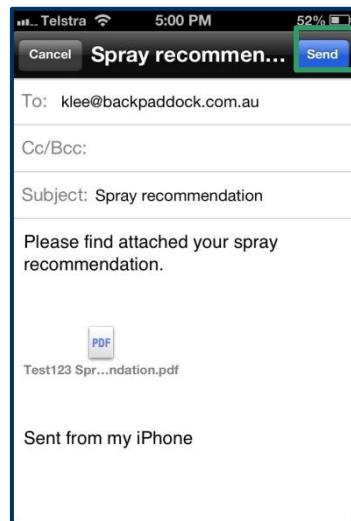 Telstra 5:00 PM 52%
Cancel Spray recommen... Send
To: klee@backpaddock.com.au
Cc/Bcc:
Subject: Spray recommendation
Please find attached your spray
recommendation.
PDF
Test123 Spr...ndation.pdf
Sent from my iPhone